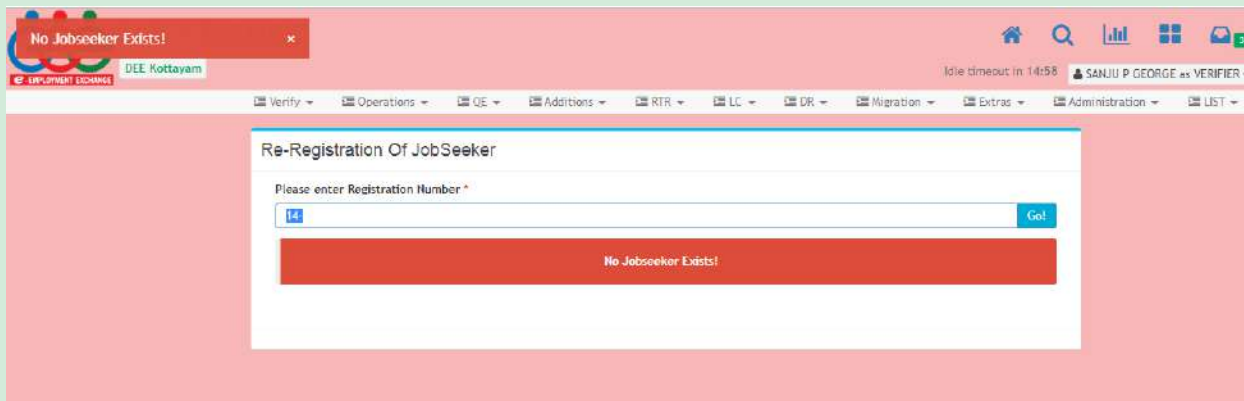 No Jobseeker Exists! ×
e-EMPLOYMENT EXCHANGE
DEE Kottayam
Idle timeout in 14:58 SANJU P GEORGE as VERIFIER
Verify Operations QE Additions RTR LC DR Migration Extras Administration LIST
Re-Registration Of JobSeeker
Please enter Registration Number *
14- Go!
No Jobseeker Exists!